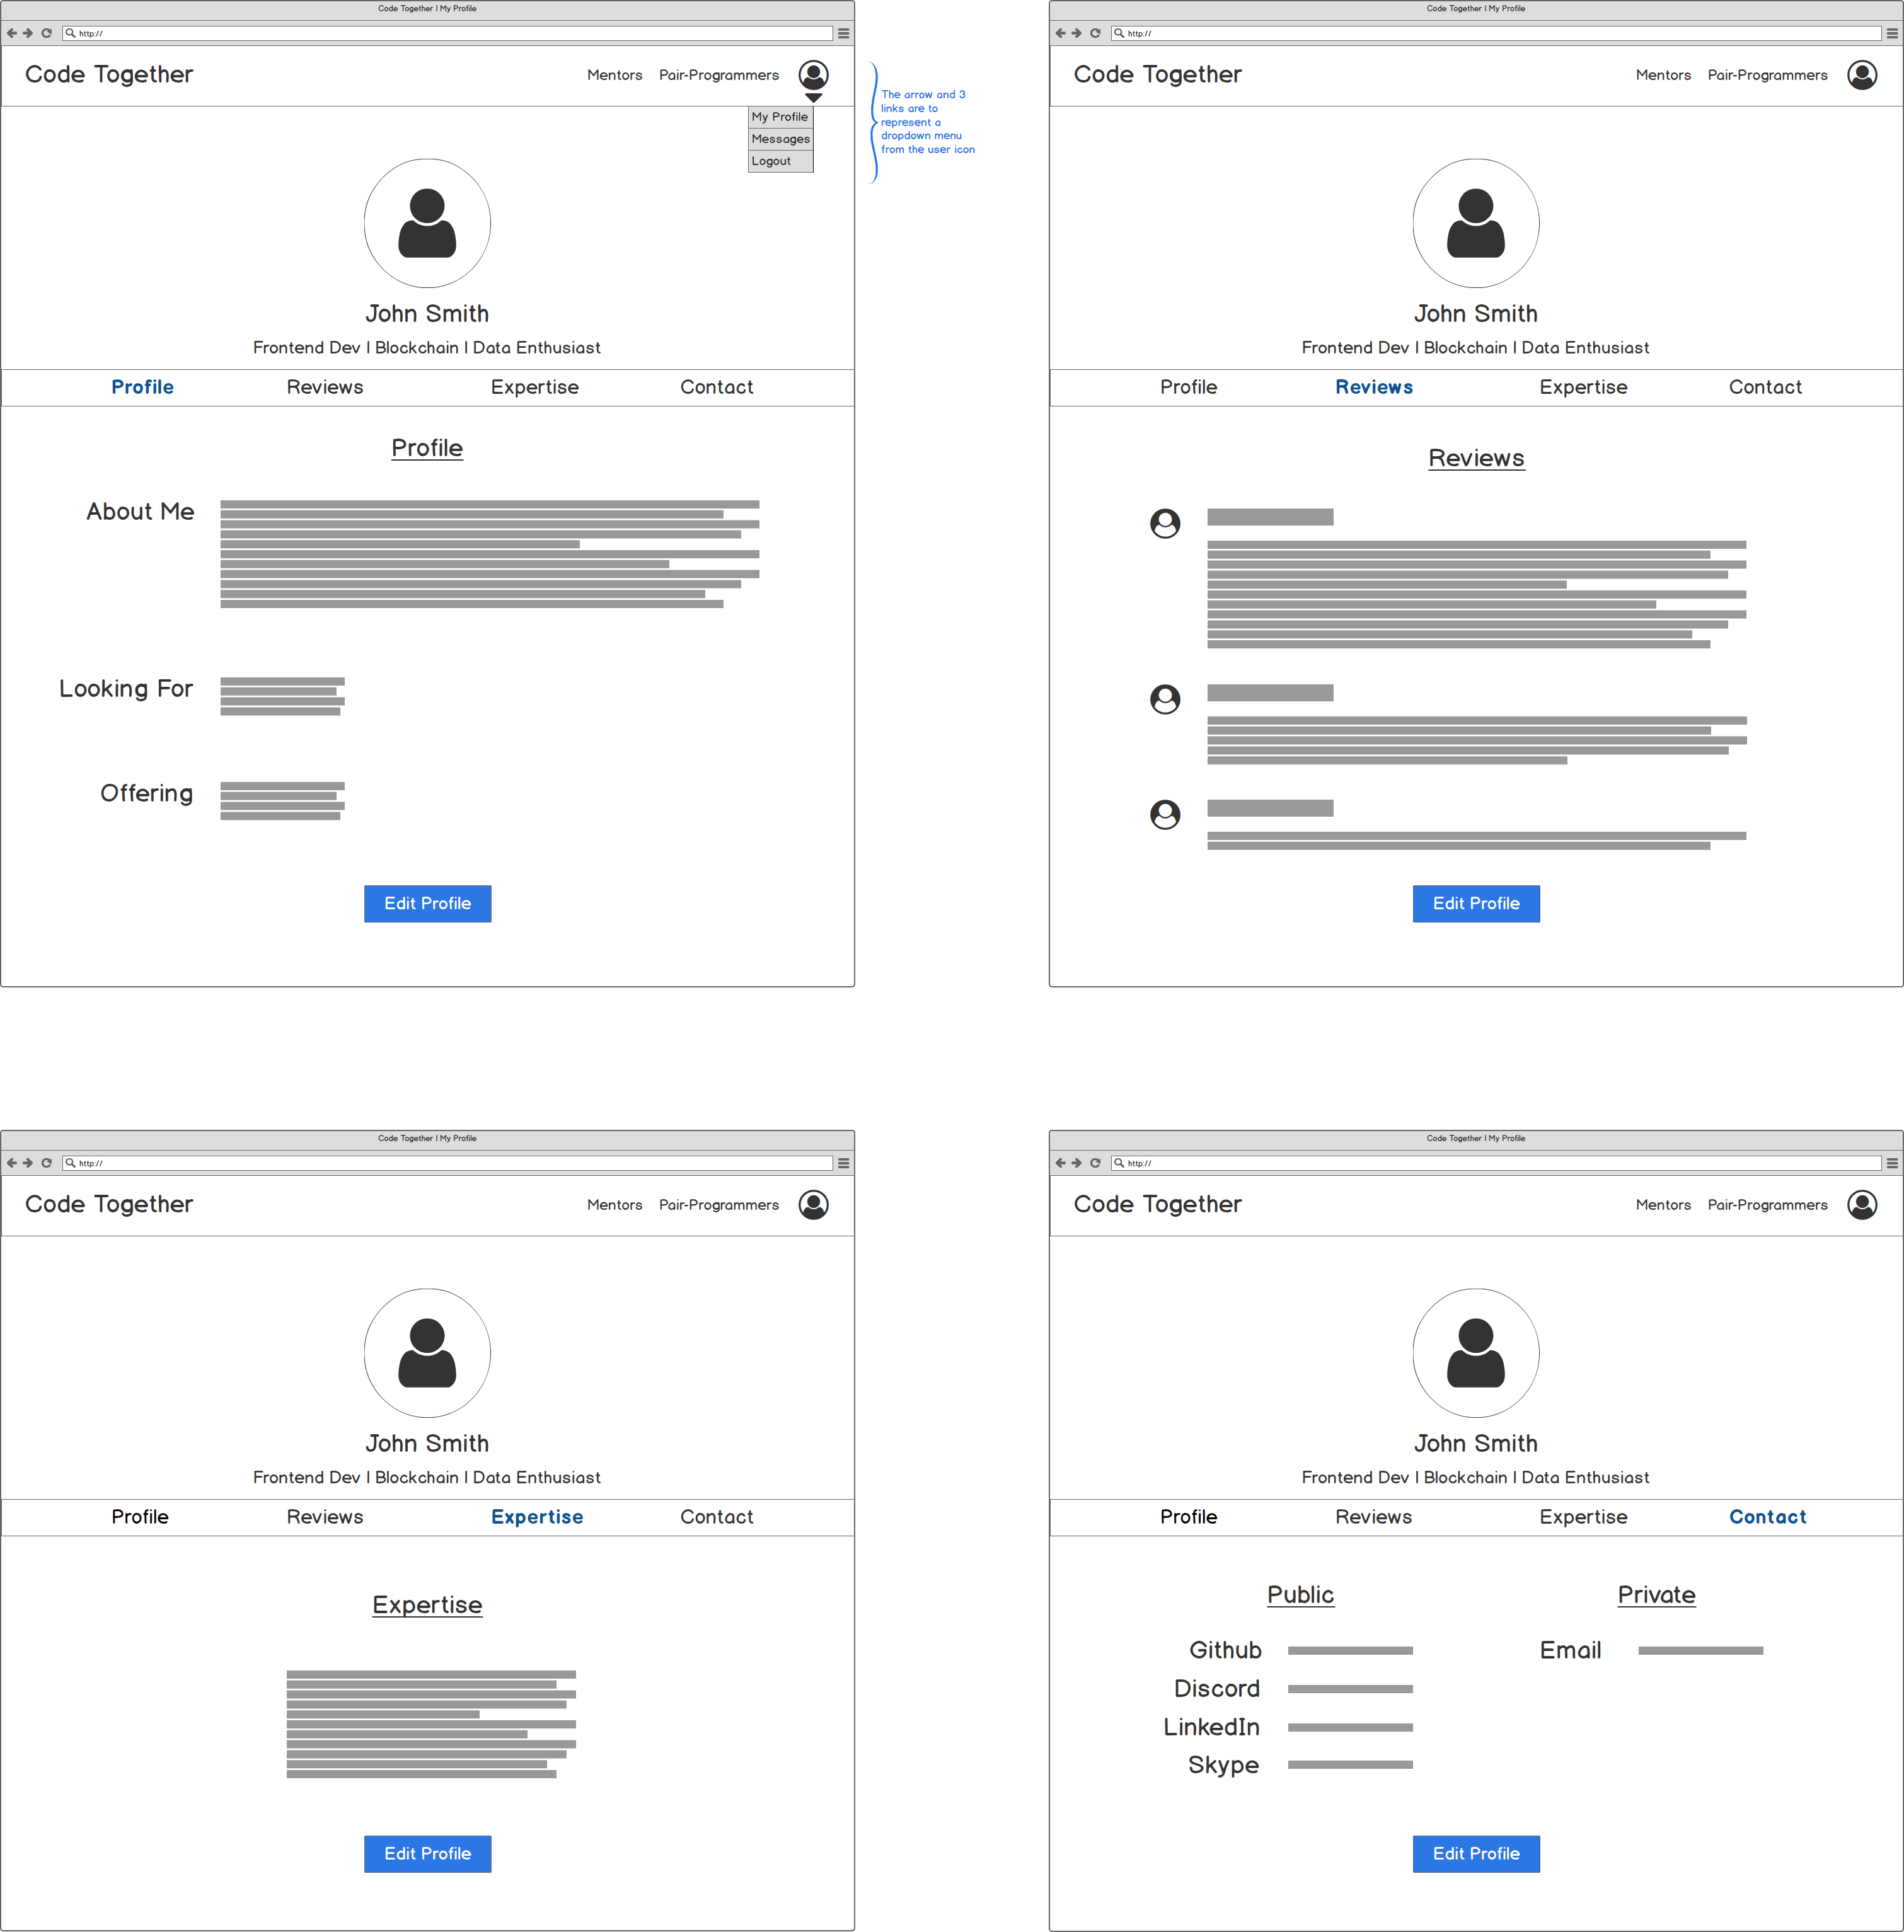 Code Together | My Profile
http://
Code Together
Mentors Pair-Programmers
My Profile
Messages
Logout
The arrow and 3
links are to
represent a
dropdown menu
from the user icon
John Smith
Frontend Dev | Blockchain | Data Enthusiast
Profile Reviews Expertise Contact
Profile
About Me
Looking For
Offering
Edit Profile
Code Together | My Profile
http://
Code Together
Mentors Pair-Programmers
John Smith
Frontend Dev | Blockchain | Data Enthusiast
Profile Reviews Expertise Contact
Reviews
Edit Profile
Code Together | My Profile
http://
Code Together
Mentors Pair-Programmers
John Smith
Frontend Dev | Blockchain | Data Enthusiast
Profile Reviews Expertise Contact
Expertise
Edit Profile
Code Together | My Profile
http://
Code Together
Mentors Pair-Programmers
John Smith
Frontend Dev | Blockchain | Data Enthusiast
Profile Reviews Expertise Contact
Public
Github
Discord
LinkedIn
Skype
Private
Email
Edit Profile